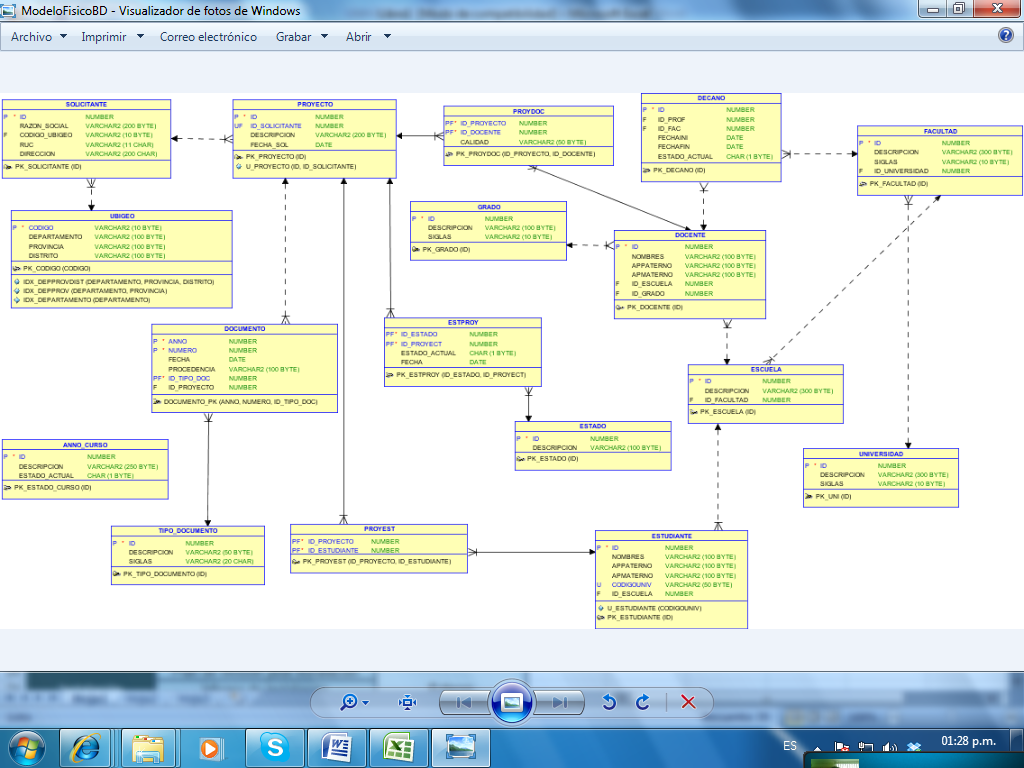 ModeloFisicoBD - Visualizador de fotos de Windows
Archivo Imprimir Correo electrónico Grabar Abrir
SOLICITANTE
P * ID NUMBER
RAZON_SOCIAL VARCHAR2 (200 BYTE)
F CODIGO_UBIGEO VARCHAR2 (10 BYTE)
RUC VARCHAR2 (11 CHAR)
DIRECCION VARCHAR2 (200 CHAR)
PK_SOLICITANTE (ID)
PROYECTO
P * ID NUMBER
UF ID_SOLICITANTE NUMBER
DESCRIPCION VARCHAR2 (200 BYTE)
FECHA_SOL DATE
PK_PROYECTO (ID)
U_PROYECTO (ID, ID_SOLICITANTE)
PROYDOC
PF* ID_PROYECTO NUMBER
PF* ID_DOCENTE NUMBER
CALIDAD VARCHAR2 (50 BYTE)
PK_PROYDOC (ID_PROYECTO, ID_DOCENTE)
DECANO
P * ID NUMBER
F ID_PROF NUMBER
F ID_FAC NUMBER
FECHAINI DATE
FECHAFIN DATE
ESTADO_ACTUAL CHAR (1 BYTE)
PK_DECANO (ID)
FACULTAD
P * ID NUMBER
DESCRIPCION VARCHAR2 (300 BYTE)
SIGLAS VARCHAR2 (10 BYTE)
F ID_UNIVERSIDAD NUMBER
PK_FACULTAD (ID)
UBIGEO
P * CODIGO VARCHAR2 (10 BYTE)
DEPARTAMENTO VARCHAR2 (100 BYTE)
PROVINCIA VARCHAR2 (100 BYTE)
DISTRITO VARCHAR2 (100 BYTE)
PK_CODIGO (CODIGO)
IDX_DEPPROVDIST (DEPARTAMENTO, PROVINCIA, DISTRITO)
IDX_DEPPROV (DEPARTAMENTO, PROVINCIA)
IDX_DEPARTAMENTO (DEPARTAMENTO)
GRADO
P * ID NUMBER
DESCRIPCION VARCHAR2 (100 BYTE)
SIGLAS VARCHAR2 (10 BYTE)
PK_GRADO (ID)
DOCENTE
P * ID NUMBER
NOMBRES VARCHAR2 (100 BYTE)
APPATERNO VARCHAR2 (100 BYTE)
APMATERNO VARCHAR2 (100 BYTE)
F ID_ESCUELA NUMBER
F ID_GRADO NUMBER
PK_DOCENTE (ID)
DOCUMENTO
P * ANNO NUMBER
P * NUMERO NUMBER
FECHA DATE
PROCEDENCIA VARCHAR2 (100 BYTE)
PF* ID_TIPO_DOC NUMBER
F ID_PROYECTO NUMBER
DOCUMENTO_PK (ANNO, NUMERO, ID_TIPO_DOC)
ESTPROY
PF* ID_ESTADO NUMBER
PF* ID_PROYECT NUMBER
ESTADO_ACTUAL CHAR (1 BYTE)
FECHA DATE
PK_ESTPROY (ID_ESTADO, ID_PROYECT)
ESCUELA
P * ID NUMBER
DESCRIPCION VARCHAR2 (300 BYTE)
F ID_FACULTAD NUMBER
PK_ESCUELA (ID)
ESTADO
P * ID NUMBER
DESCRIPCION VARCHAR2 (100 BYTE)
PK_ESTADO (ID)
ANNO_CURSO
P * ID NUMBER
DESCRIPCION VARCHAR2 (250 BYTE)
ESTADO_ACTUAL CHAR (1 BYTE)
PK_ESTADO_CURSO (ID)
UNIVERSIDAD
P * ID NUMBER
DESCRIPCION VARCHAR2 (300 BYTE)
SIGLAS VARCHAR2 (10 BYTE)
PK_UNI (ID)
TIPO_DOCUMENTO
P * ID NUMBER
DESCRIPCION VARCHAR2 (50 BYTE)
SIGLAS VARCHAR2 (20 CHAR)
PK_TIPO_DOCUMENTO (ID)
PROYEST
PF* ID_PROYECTO NUMBER
PF* ID_ESTUDIANTE NUMBER
PK_PROYEST (ID_PROYECTO, ID_ESTUDIANTE)
ESTUDIANTE
P * ID NUMBER
NOMBRES VARCHAR2 (100 BYTE)
APPATERNO VARCHAR2 (100 BYTE)
APMATERNO VARCHAR2 (100 BYTE)
U CODIGOUNIV VARCHAR2 (50 BYTE)
F ID_ESCUELA NUMBER
U_ESTUDIANTE (CODIGOUNIV)
PK_ESTUDIANTE (ID)
ES 01:28 p.m.